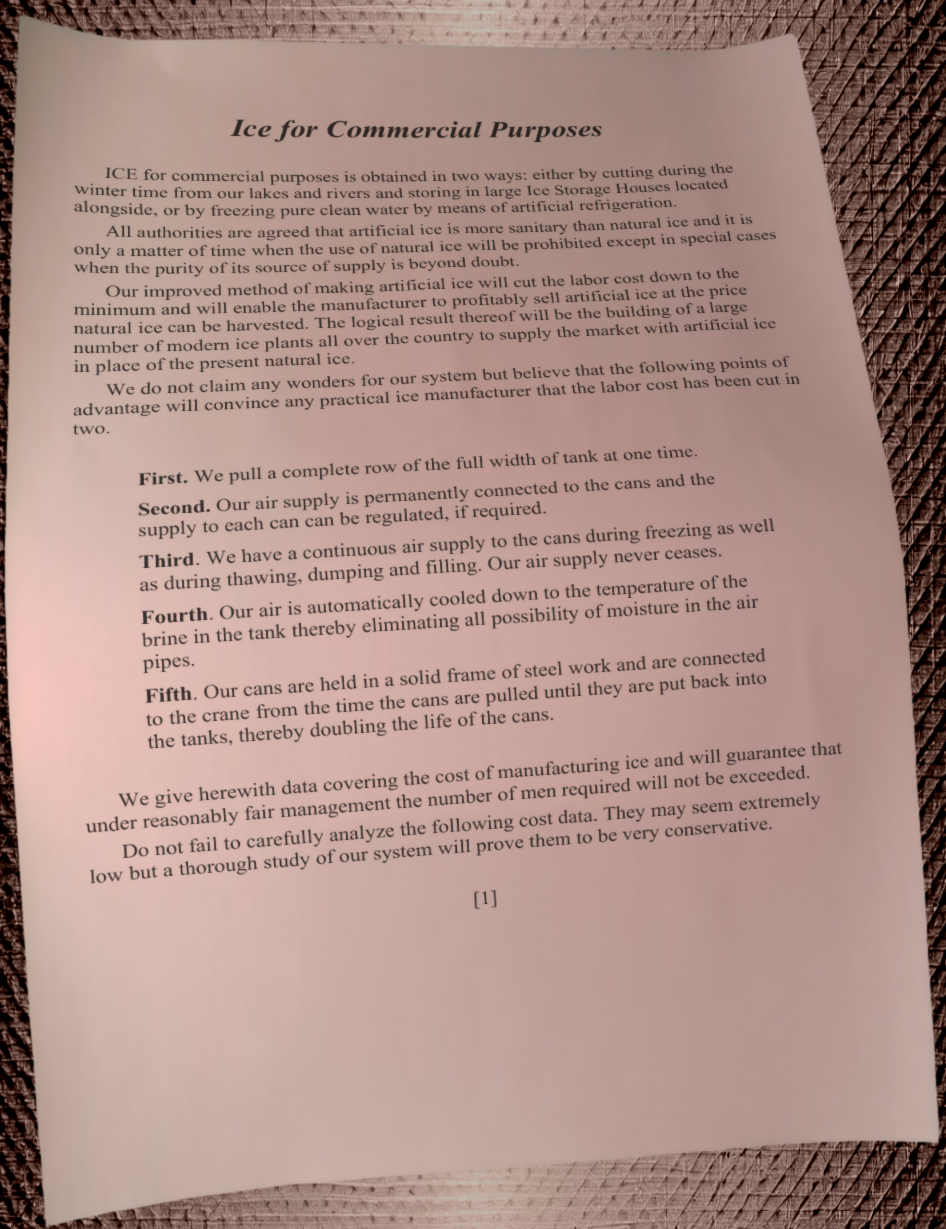 Ice for Commercial Purposes
ICE for commercial purposes is obtained in two ways: either by cutting during the
winter time from our lakes and rivers and storing in large Ice Storage Houses located
alongside, or by freezing pure clean water by means of artificial refrigeration.
All authorities are agreed that artificial ice is more sanitary than natural ice and it is
only a matter of time when the use of natural ice will be prohibited except in special cases
when the purity of its source of supply is beyond doubt.
Our improved method of making artificial ice will cut the labor cost down to the
minimum and will enable the manufacturer to profitably sell artificial ice at the price
natural ice can be harvested. The logical result thereof will be the building of a large
number of modern ice plants all over the country to supply the market with artificial ice
in place of the present natural ice.
We do not claim any wonders for our system but believe that the following points of
advantage will convince any practical ice manufacturer that the labor cost has been cut in
two.
First. We pull a complete row of the full width of tank at one time.
Second. Our air supply is permanently connected to the cans and the
supply to each can can be regulated, if required.
Third. We have a continuous air supply to the cans during freezing as well
as during thawing, dumping and filling. Our air supply never ceases.
Fourth. Our air is automatically cooled down to the temperature of the
brine in the tank thereby eliminating all possibility of moisture in the air
pipes.
Fifth. Our cans are held in a solid frame of steel work and are connected
to the crane from the time the cans are pulled until they are put back into
the tanks, thereby doubling the life of the cans.
We give herewith data covering the cost of manufacturing ice and will guarantee that
under reasonably fair management the number of men required will not be exceeded.
Do not fail to carefully analyze the following cost data. They may seem extremely
low but a thorough study of our system will prove them to be very conservative.
[1]